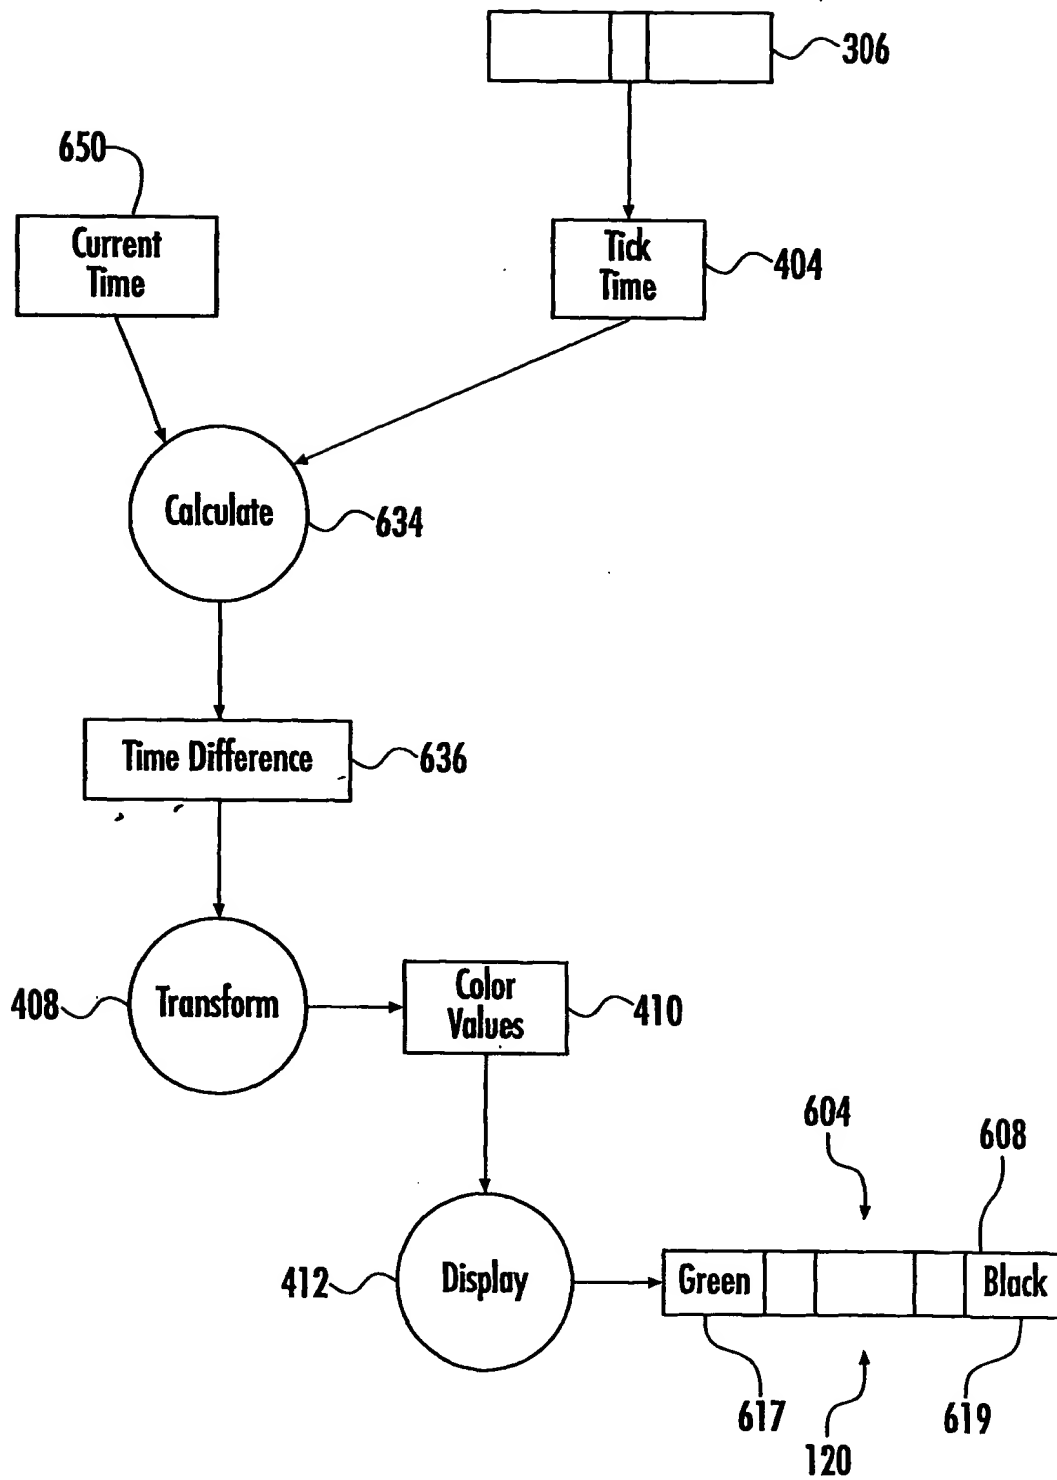 306
650
Current
Time
Tick
Time
404
Calculate
634
Time Difference
636
408
Transform
Color
Values
410
604
608
412
Display
Green
Black
617
619
120